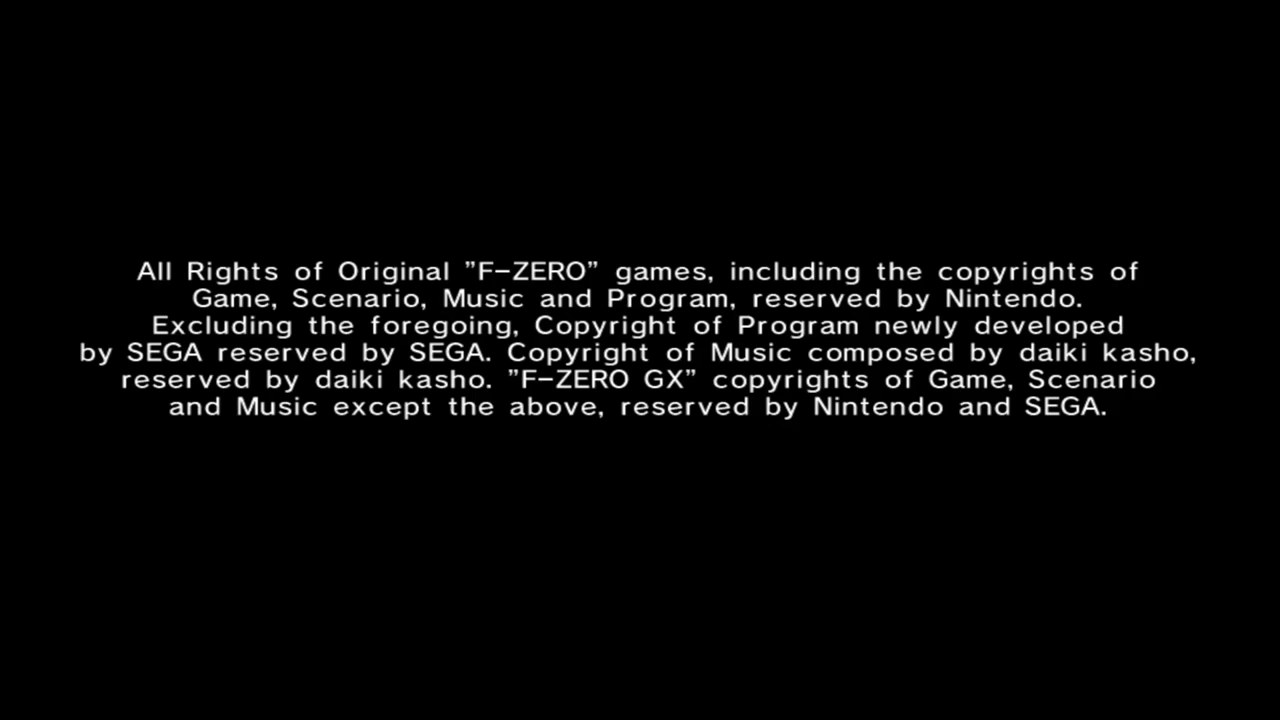 All Rights of Original ”F−ZERO” games, including the copyrights of
Game, Scenario, Music and Program, reserved by Nintendo.
Excluding the foregoing, Copyright of Program newly developed
by SEGA reserved by SEGA. Copyright of Music composed by daiki kasho,
reserved by daiki kasho. ”F−ZERO GX” copyrights of Game, Scenario
and Music except the above, reserved by Nintendo and SEGA.